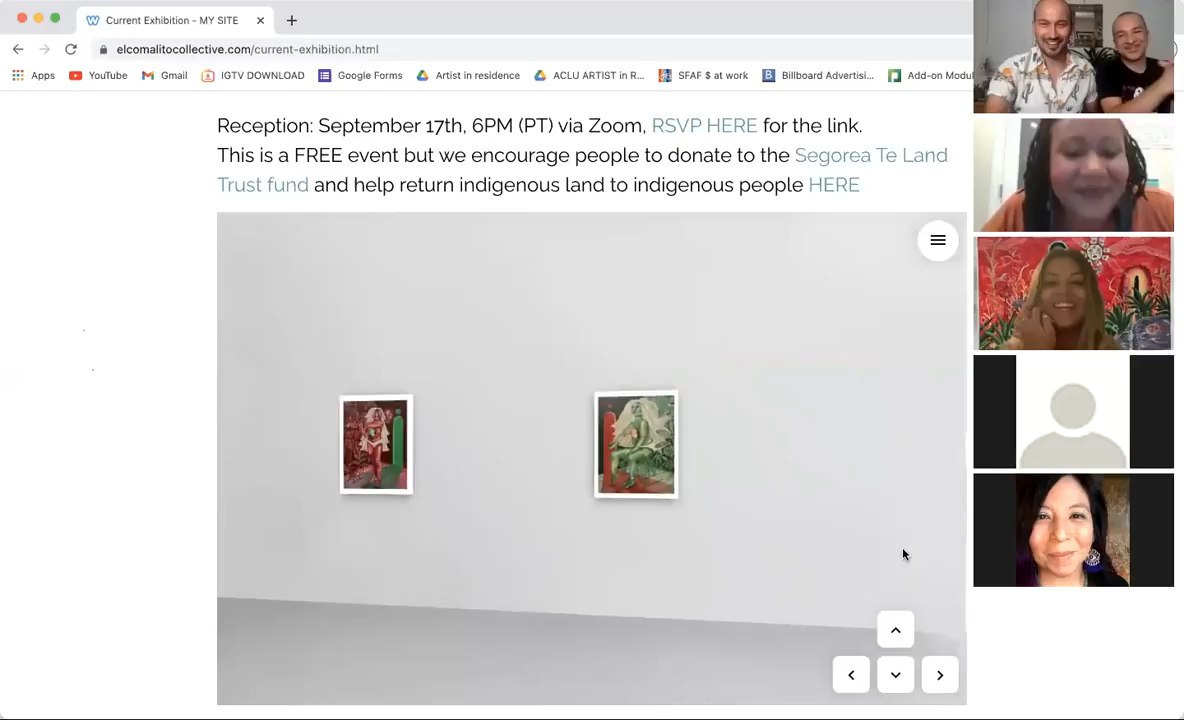 Current Exhibition - MY SITE
elcomalitocollective.com/current-exhibition.html
Apps YouTube Gmail IGTV DOWNLOAD Google Forms Artist in residence ACLU ARTIST in R... SFAF $ at work Billboard Advertisi... Add-on Modul
Reception: September 17th, 6PM (PT) via Zoom, RSVP HERE for the link.
This is a FREE event but we encourage people to donate to the Segorea Te Land
Trust fund and help return indigenous land to indigenous people HERE